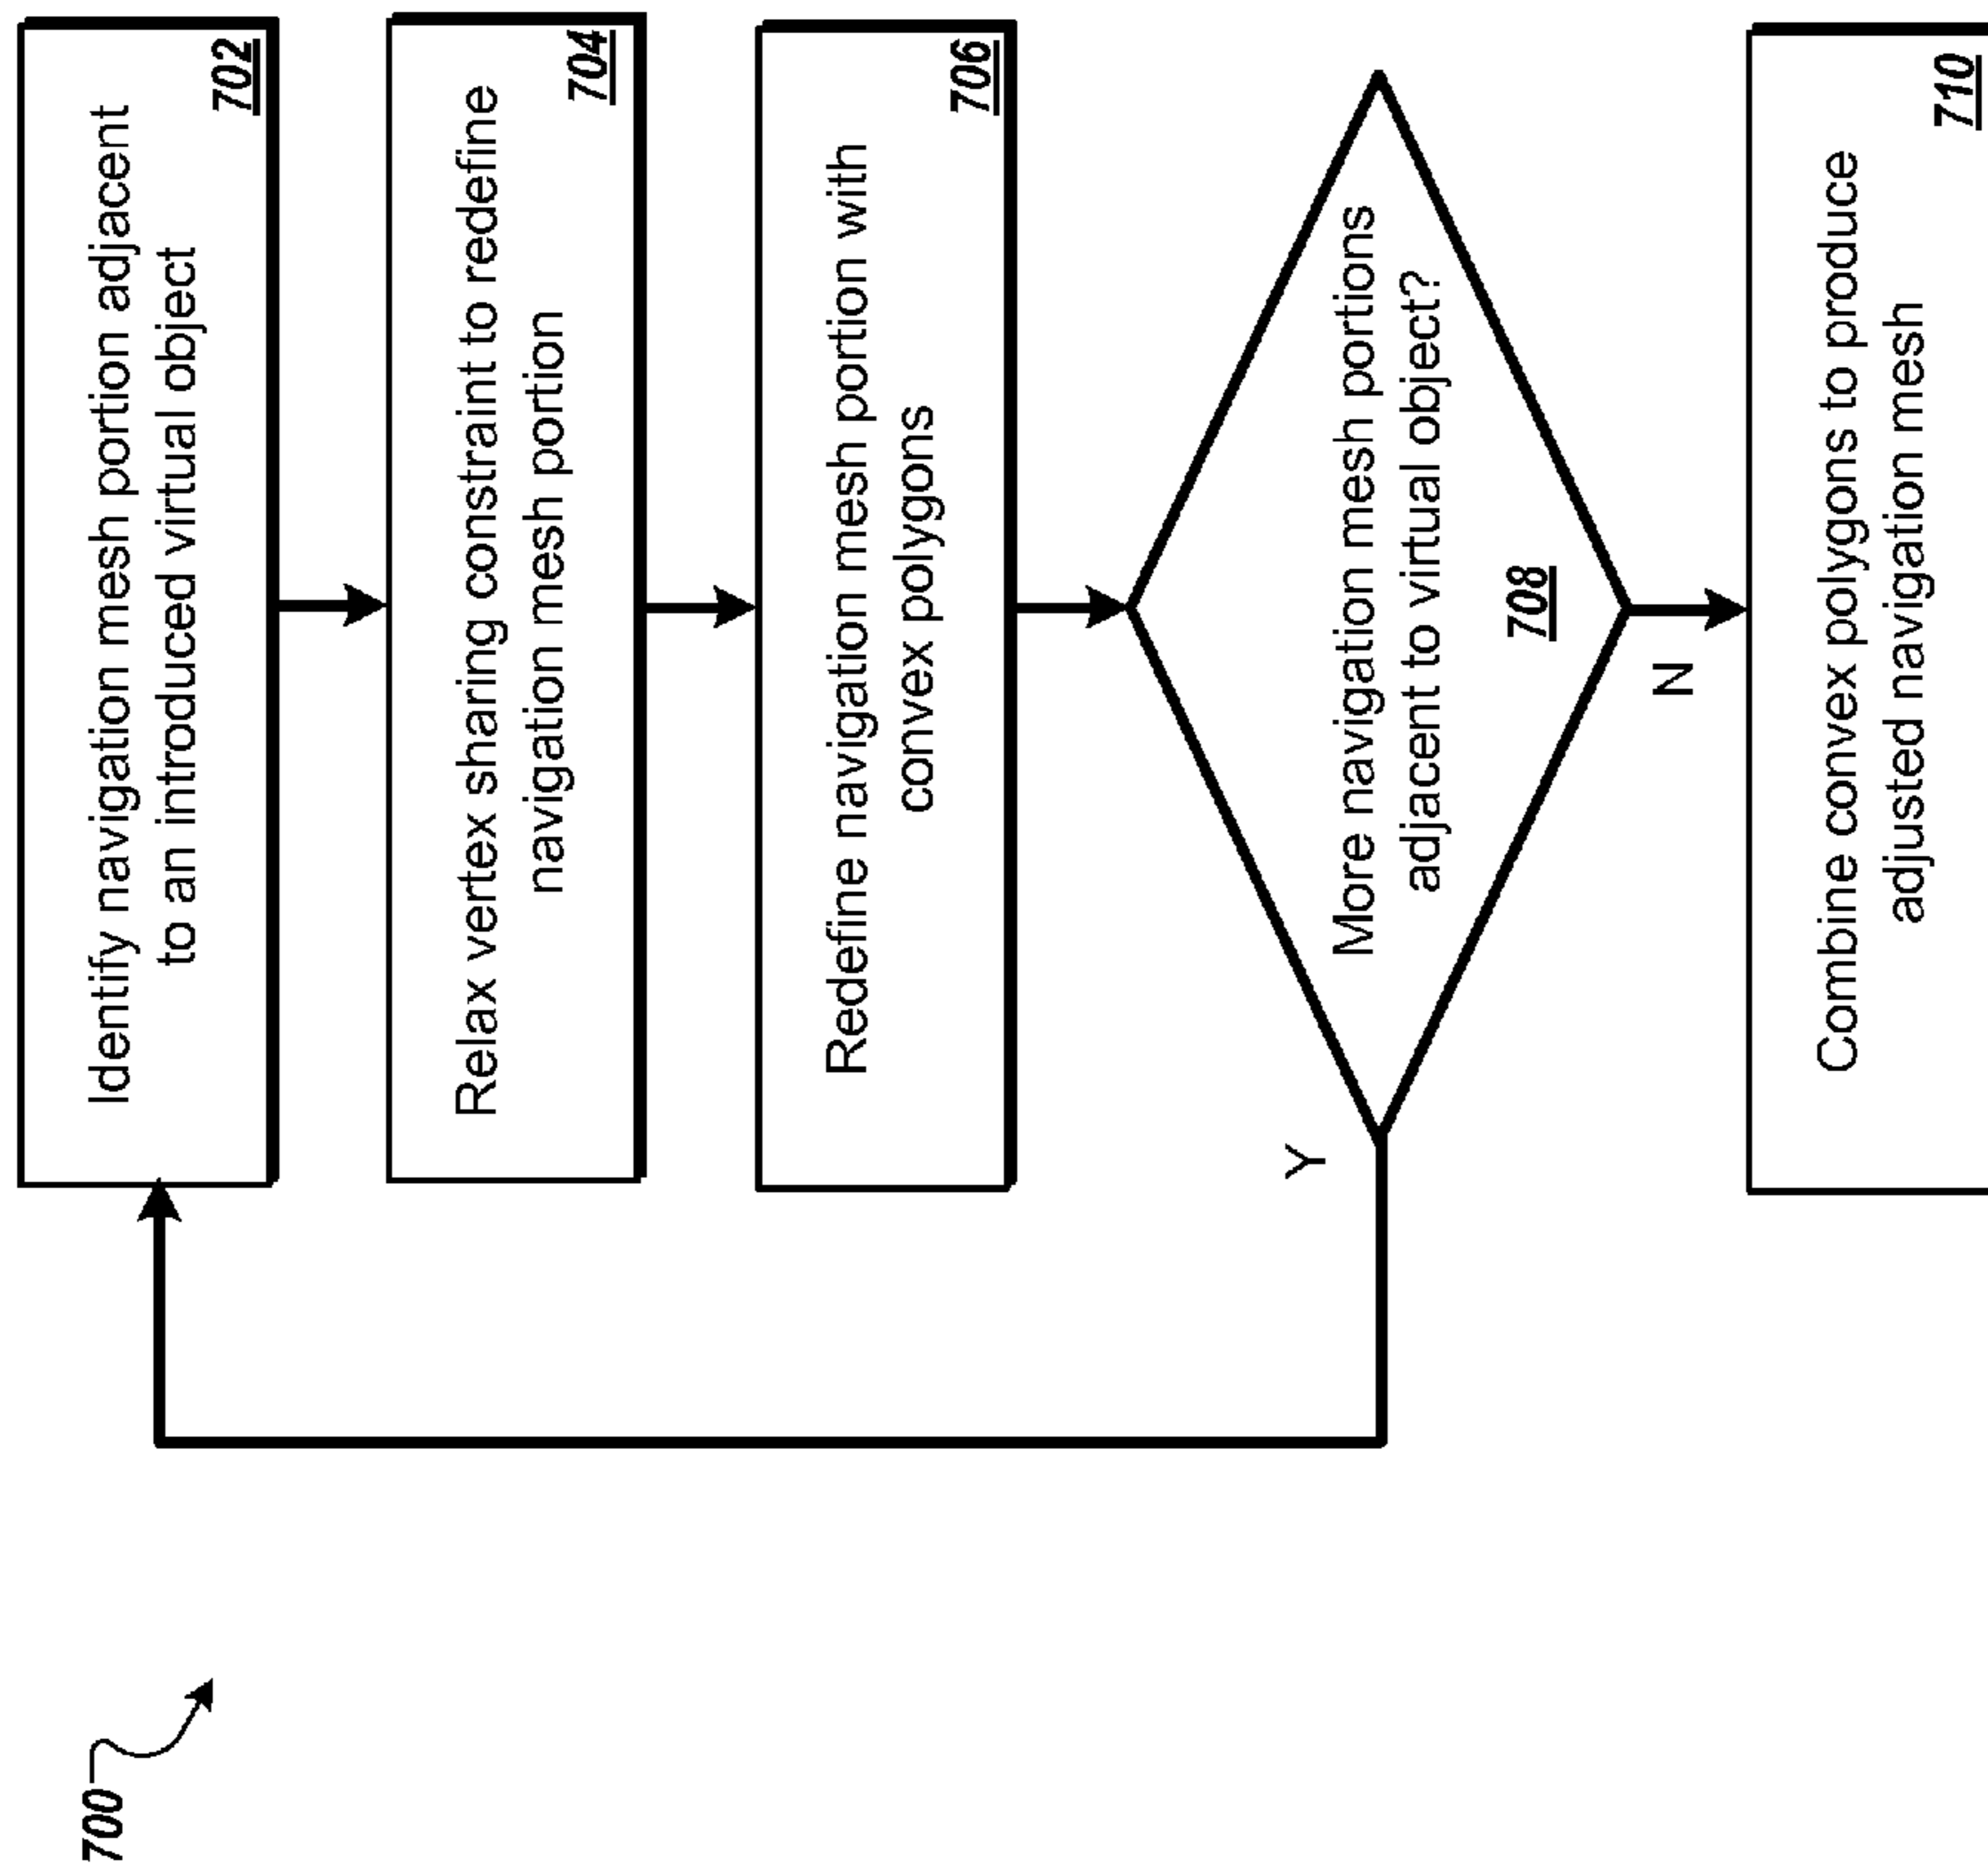 700
Identify navigation mesh portion adjacent
to an introduced virtual object
702
Relax vertex sharing constraint to redefine
navigation mesh portion
704
Redefine navigation mesh portion with
convex polygons
706
Y
More navigation mesh portions
adjacent to virtual object?
708
N
Combine convex polygons to produce
adjusted navigation mesh
710